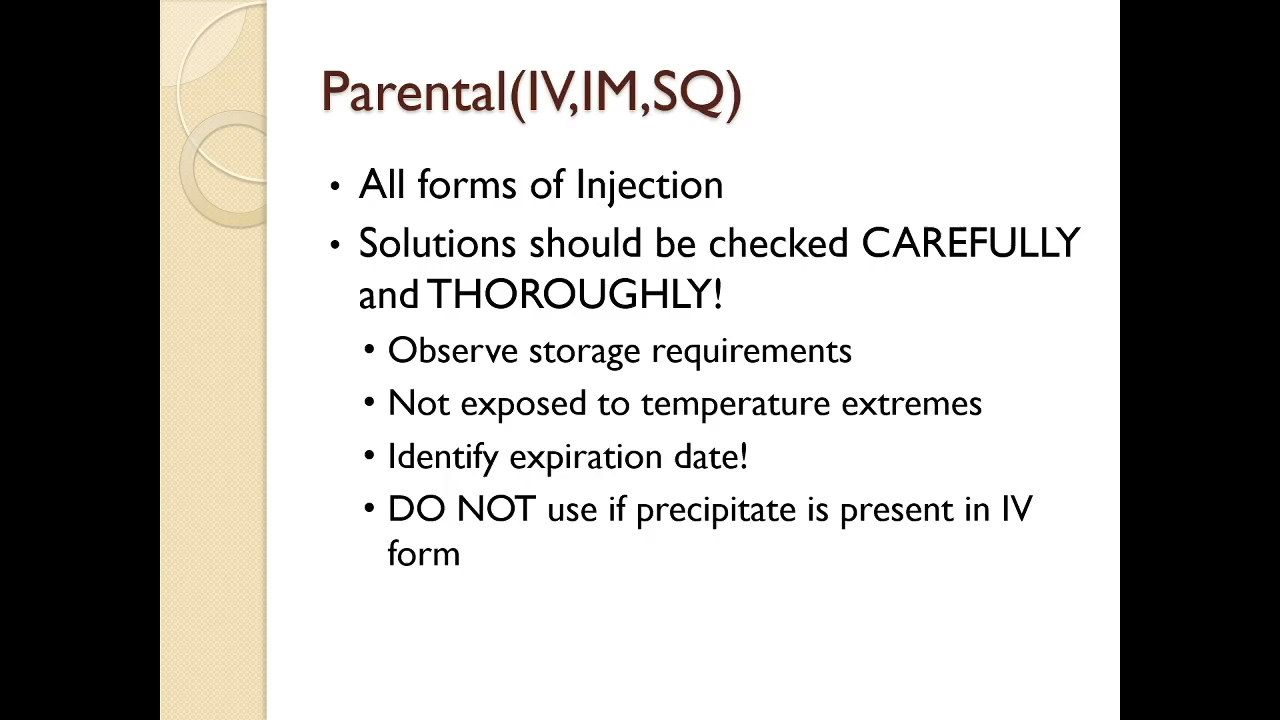 Parental(IV,IM,SQ)
• All forms of Injection
• Solutions should be checked CAREFULLY
and THOROUGHLY!
• Observe storage requirements
• Not exposed to temperature extremes
• Identify expiration date!
• DO NOT use if precipitate is present in IV
form